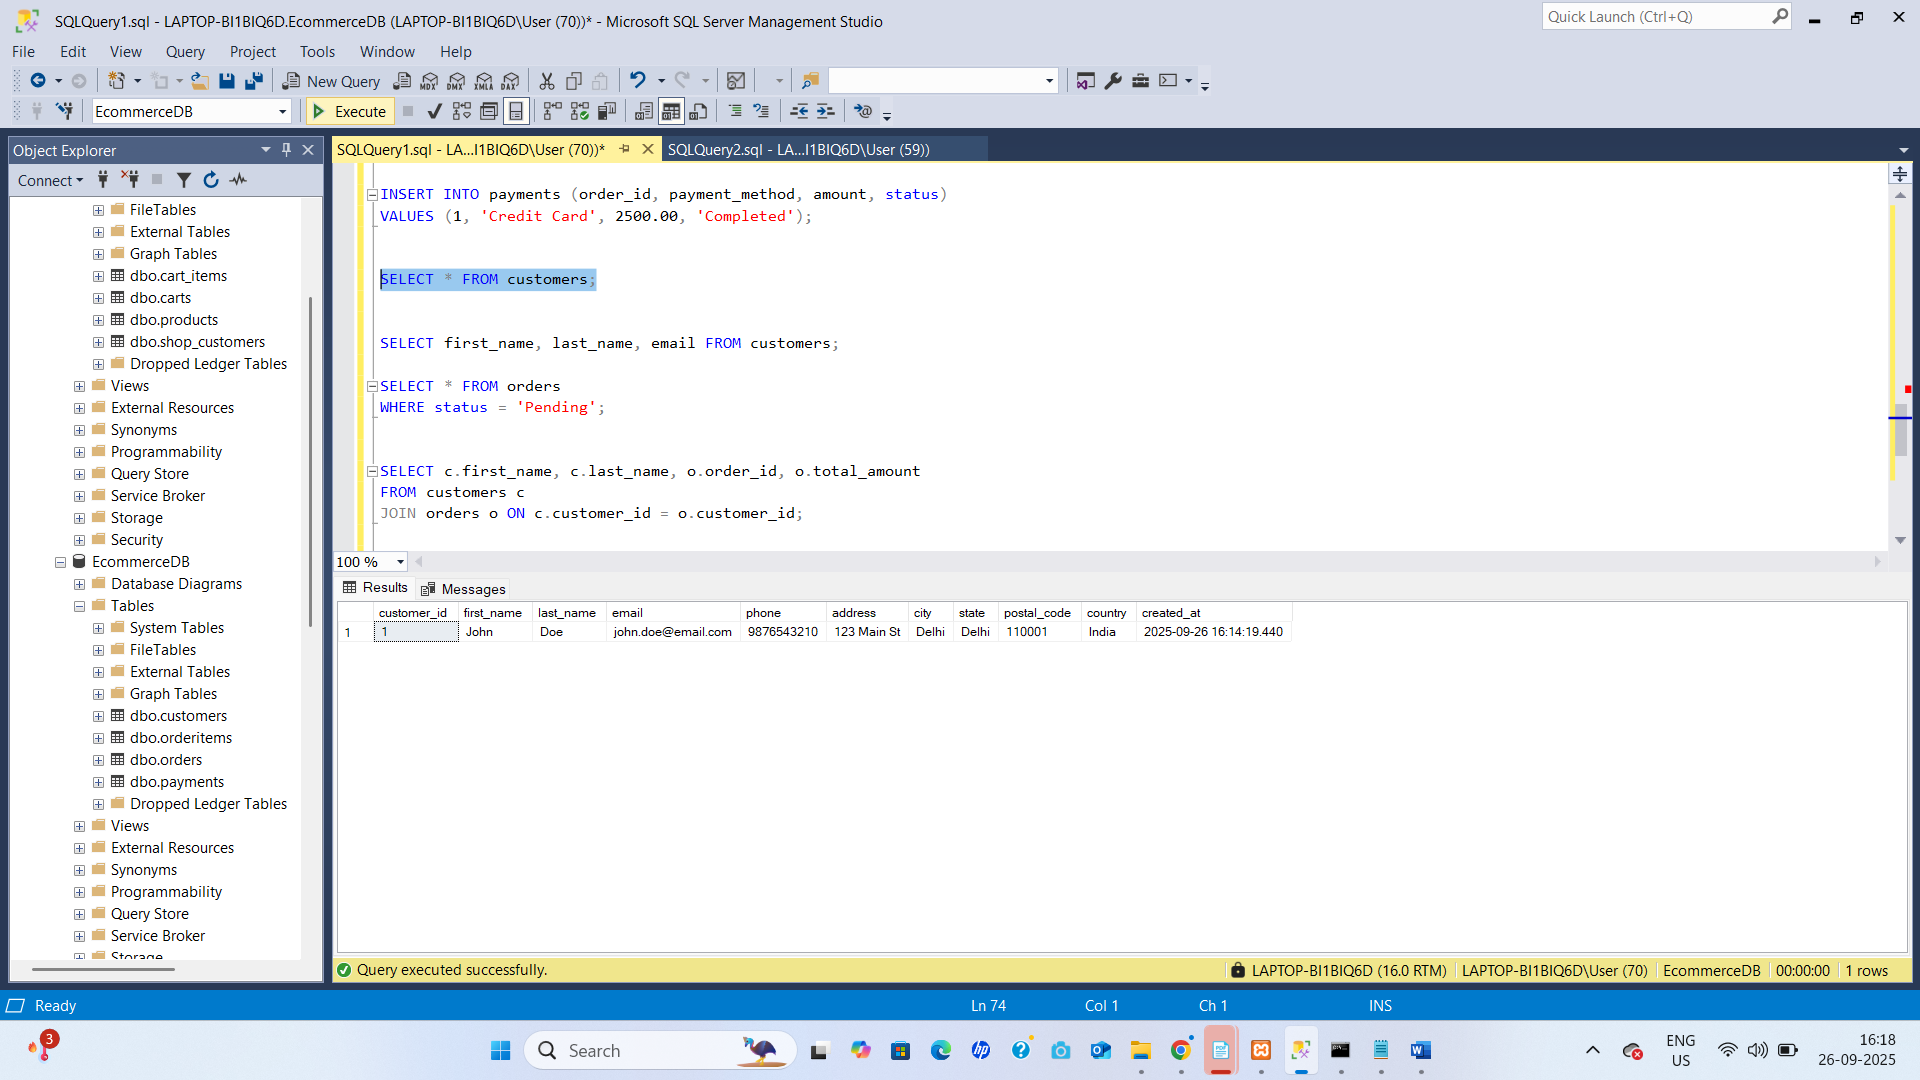 SQLQuery1.sql - LAPTOP-BI1BIQ6D.EcommerceDB (LAPTOP-BI1BIQ6D\User (70))* - Microsoft SQL Server Management Studio
Quick Launch (Ctrl+Q)
File Edit View Query Project Tools Window Help
New Query
MDX DMX XMLA DAX
EcommerceDB
Execute
Object Explorer
Connect
FileTables
External Tables
Graph Tables
dbo.cart_items
dbo.carts
dbo.products
dbo.shop_customers
Dropped Ledger Tables
Views
External Resources
Synonyms
Programmability
Query Store
Service Broker
Storage
Security
EcommerceDB
Database Diagrams
Tables
System Tables
FileTables
External Tables
Graph Tables
dbo.customers
dbo.orderitems
dbo.orders
dbo.payments
Dropped Ledger Tables
Views
External Resources
Synonyms
Programmability
Query Store
Service Broker
Storage
SQLQuery1.sql - LA...I1BIQ6D\User (70))*
SQLQuery2.sql - LA...I1BIQ6D\User (59))
INSERT INTO payments (order_id, payment_method, amount, status)
VALUES (1, 'Credit Card', 2500.00, 'Completed');
SELECT * FROM customers;
SELECT first_name, last_name, email FROM customers;
SELECT * FROM orders
WHERE status = 'Pending';
SELECT c.first_name, c.last_name, o.order_id, o.total_amount
FROM customers c
JOIN orders o ON c.customer_id = o.customer_id;
100 %
Results Messages
customer_id first_name last_name email phone address city state postal_code country created_at
1 1 John Doe john.doe@email.com 9876543210 123 Main St Delhi Delhi 110001 India 2025-09-26 16:14:19.440
Query executed successfully.
LAPTOP-BI1BIQ6D (16.0 RTM) LAPTOP-BI1BIQ6D\User (70) EcommerceDB 00:00:00 1 rows
Ready
Ln 74 Col 1 Ch 1 INS
3
Search
hp
ENG
US
16:18
26-09-2025